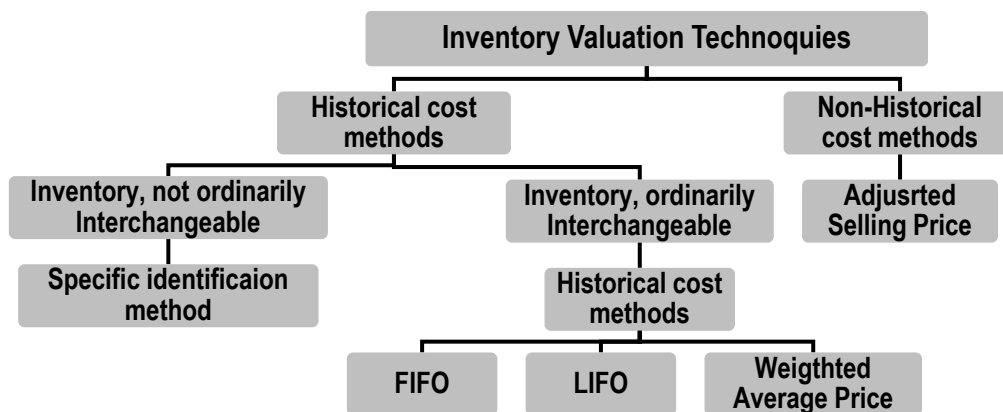 Inventory Valuation Technoquies
Historical cost
methods
Non-Historical
cost methods
Inventory, not ordinarily
Interchangeable
Inventory, ordinarily
Interchangeable
Adjusrted
Selling Price
Specific identificaion
method
Historical cost
methods
FIFO
LIFO
Weigthted
Average Price